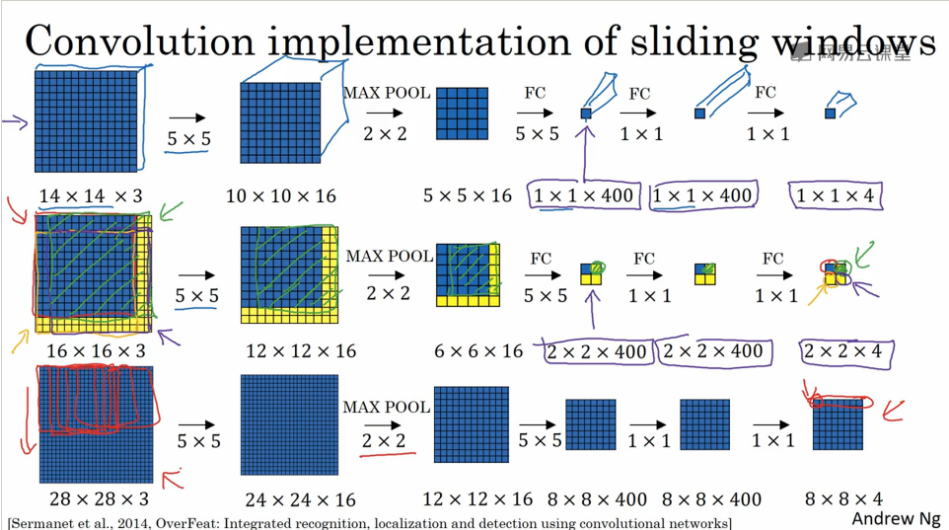 Convolution implementation of sliding windows
网易云课堂
MAX POOL FC FC FC
5 × 5 2 × 2 5 × 5 1 × 1 1 × 1
14 × 14 × 3 10 × 10 × 16 5 × 5 × 16 1 × 1 × 400 1 × 1 × 400 1 × 1 × 4
MAX POOL FC FC FC
5 × 5 2 × 2 5 × 5 1 × 1 1 × 1
16 × 16 × 3 12 × 12 × 16 6 × 6 × 16 2 × 2 × 400 2 × 2 × 400 2 × 2 × 4
MAX POOL
5 × 5 2 × 2 5 × 5 1 × 1 1 × 1
28 × 28 × 3 24 × 24 × 16 12 × 12 × 16 8 × 8 × 400 8 × 8 × 400 8 × 8 × 4
[Sermanet et al., 2014, OverFeat: Integrated recognition, localization and detection using convolutional networks]
Andrew Ng